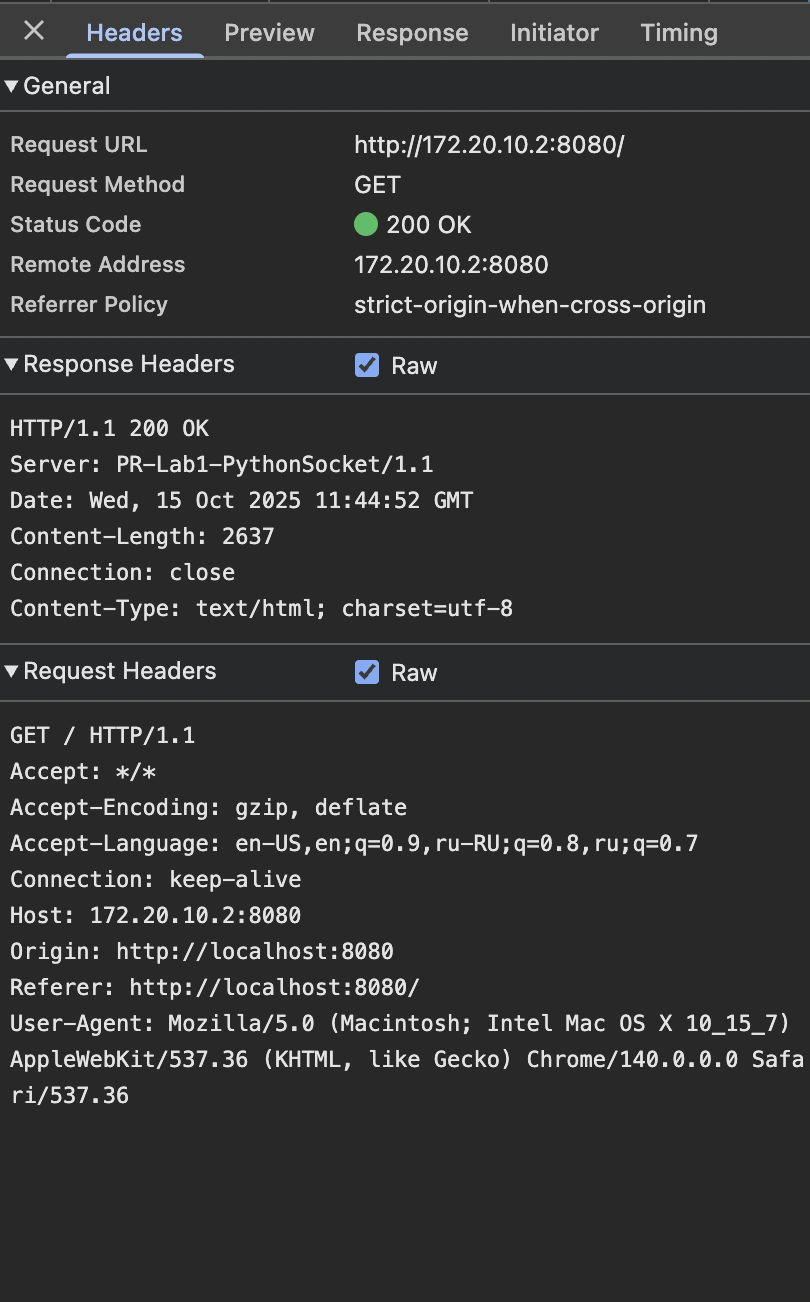 Headers Preview Response Initiator Timing
General
Request URL http://172.20.10.2:8080/
Request Method GET
Status Code 200 OK
Remote Address 172.20.10.2:8080
Referrer Policy strict-origin-when-cross-origin
Response Headers Raw
HTTP/1.1 200 OK
Server: PR-Lab1-PythonSocket/1.1
Date: Wed, 15 Oct 2025 11:44:52 GMT
Content-Length: 2637
Connection: close
Content-Type: text/html; charset=utf-8
Request Headers Raw
GET / HTTP/1.1
Accept: */*
Accept-Encoding: gzip, deflate
Accept-Language: en-US,en;q=0.9,ru-RU;q=0.8,ru;q=0.7
Connection: keep-alive
Host: 172.20.10.2:8080
Origin: http://localhost:8080
Referer: http://localhost:8080/
User-Agent: Mozilla/5.0 (Macintosh; Intel Mac OS X 10_15_7)
AppleWebKit/537.36 (KHTML, like Gecko) Chrome/140.0.0.0 Safa
ri/537.36